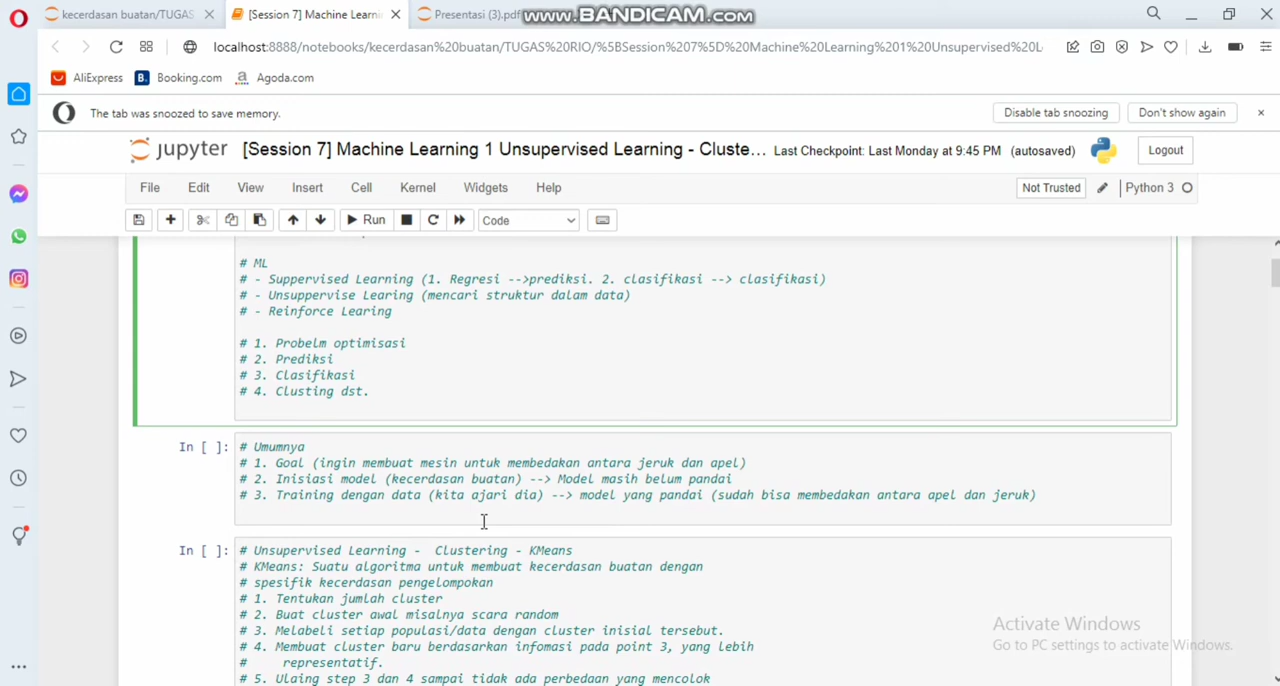 kecerdasan buatan/TUGAS
[Session 7] Machine Learni
Presentasi (3).pdf
www.BANDICAM.com
localhost:8888/notebooks/kecerdasan%20buatan/TUGAS%20RIO/%5BSession%207%5D%20Machine%20Learning%201%20Unsupervised%20L
AliExpress
B. Booking.com
a Agoda.com
The tab was snoozed to save memory.
Disable tab snoozing
Don't show again
jupyter
[Session 7] Machine Learning 1 Unsupervised Learning - Cluste...
Last Checkpoint: Last Monday at 9:45 PM (autosaved)
Logout
File Edit View Insert Cell Kernel Widgets Help
Not Trusted
Python 3
Run
Code
# ML
# - Suppervised Learning (1. Regresi -->prediksi. 2. clasifikasi --> clasifikasi)
# - Unsuppervise Learing (mencari struktur dalam data)
# - Reinforce Learing
# 1. Probelm optimisasi
# 2. Prediksi
# 3. Clasifikasi
# 4. Clusting dst.
In [ ]: # Umumnya
# 1. Goal (ingin membuat mesin untuk membedakan antara jeruk dan apel)
# 2. Inisiasi model (kecerdasan buatan) --> Model masih belum pandai
# 3. Training dengan data (kita ajari dia) --> model yang pandai (sudah bisa membedakan antara apel dan jeruk)
In [ ]: # Unsupervised Learning - Clustering - KMeans
# KMeans: Suatu algoritma untuk membuat kecerdasan buatan dengan
# spesifik kecerdasan pengelompokan
# 1. Tentukan jumlah cluster
# 2. Buat cluster awal misalnya scara random
# 3. Melabeli setiap populasi/data dengan cluster inisial tersebut.
# 4. Membuat cluster baru berdasarkan infomasi pada point 3, yang lebih
# representatif.
# 5. Ulaing step 3 dan 4 sampai tidak ada perbedaan yang mencolok
Activate Windows
Go to PC settings to activate Windows.